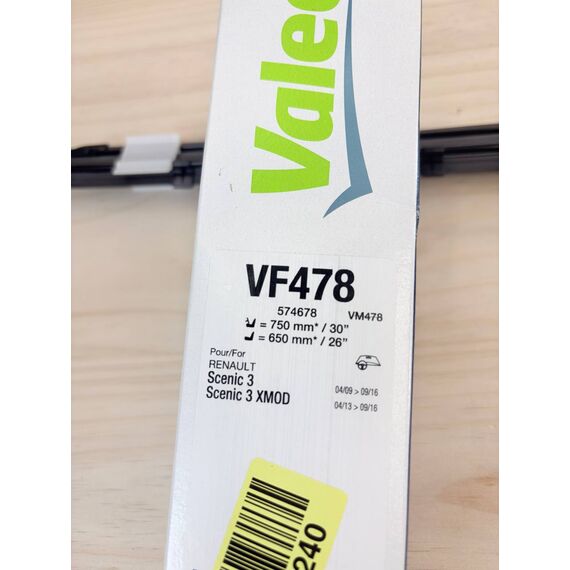 Valeo
VF478
574678 VM478
= 750 mm* / 30"
= 650 mm* / 26"
Pour/For
RENAULT
Scenic 3 04/09 > 09/16
Scenic 3 XMOD 04/13 > 09/16
240